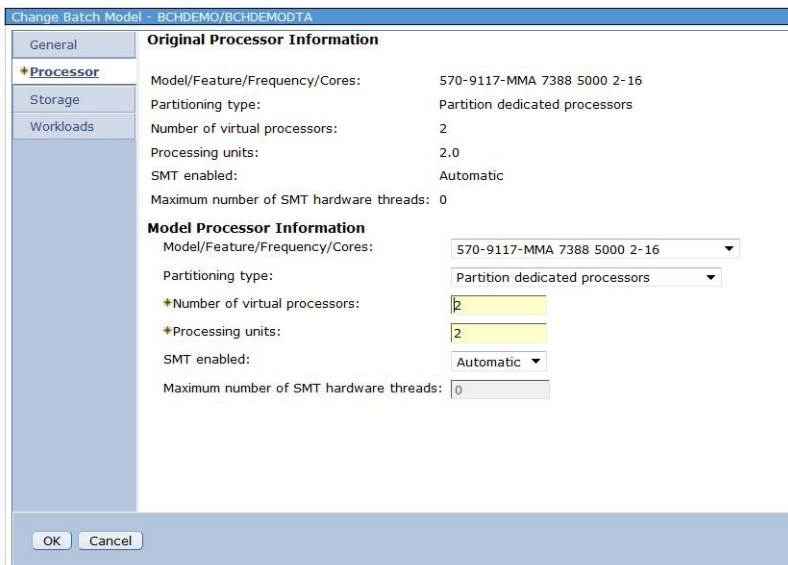 Change Batch Model - BCHDEMO/BCHDEMODTA
General
*Processor
Storage
Workloads
Original Processor Information
Model/Feature/Frequency/Cores: 570-9117-MMA 7388 5000 2-16
Partitioning type: Partition dedicated processors
Number of virtual processors: 2
Processing units: 2.0
SMT enabled: Automatic
Maximum number of SMT hardware threads: 0
Model Processor Information
Model/Feature/Frequency/Cores: 570-9117-MMA 7388 5000 2-16
Partitioning type: Partition dedicated processors
*Number of virtual processors: 2
*Processing units: 2
SMT enabled: Automatic
Maximum number of SMT hardware threads: 0
OK Cancel